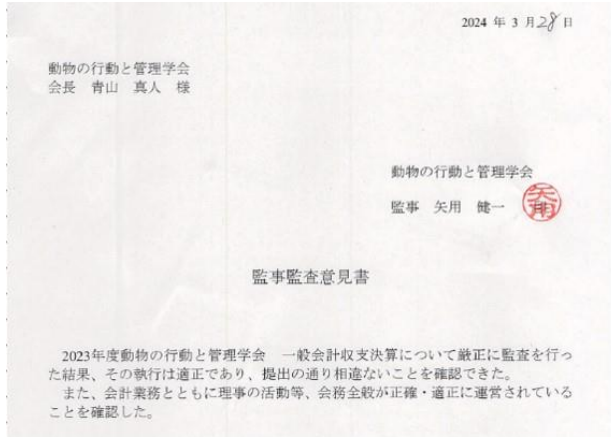 2024 年 3 月28日
動物の行動と管理学会
会長 青山 真人 様
動物の行動と管理学会
監事 矢用 健一
矢用
監事監査意見書
2023年度動物の行動と管理学会 一般会計収支決算について厳正に監査を行っ
た結果、その執行は適正であり、提出の通り相違ないことを確認できた。
また、会計業務とともに理事の活動等、会務全般が正確・適正に運営されている
ことを確認した。